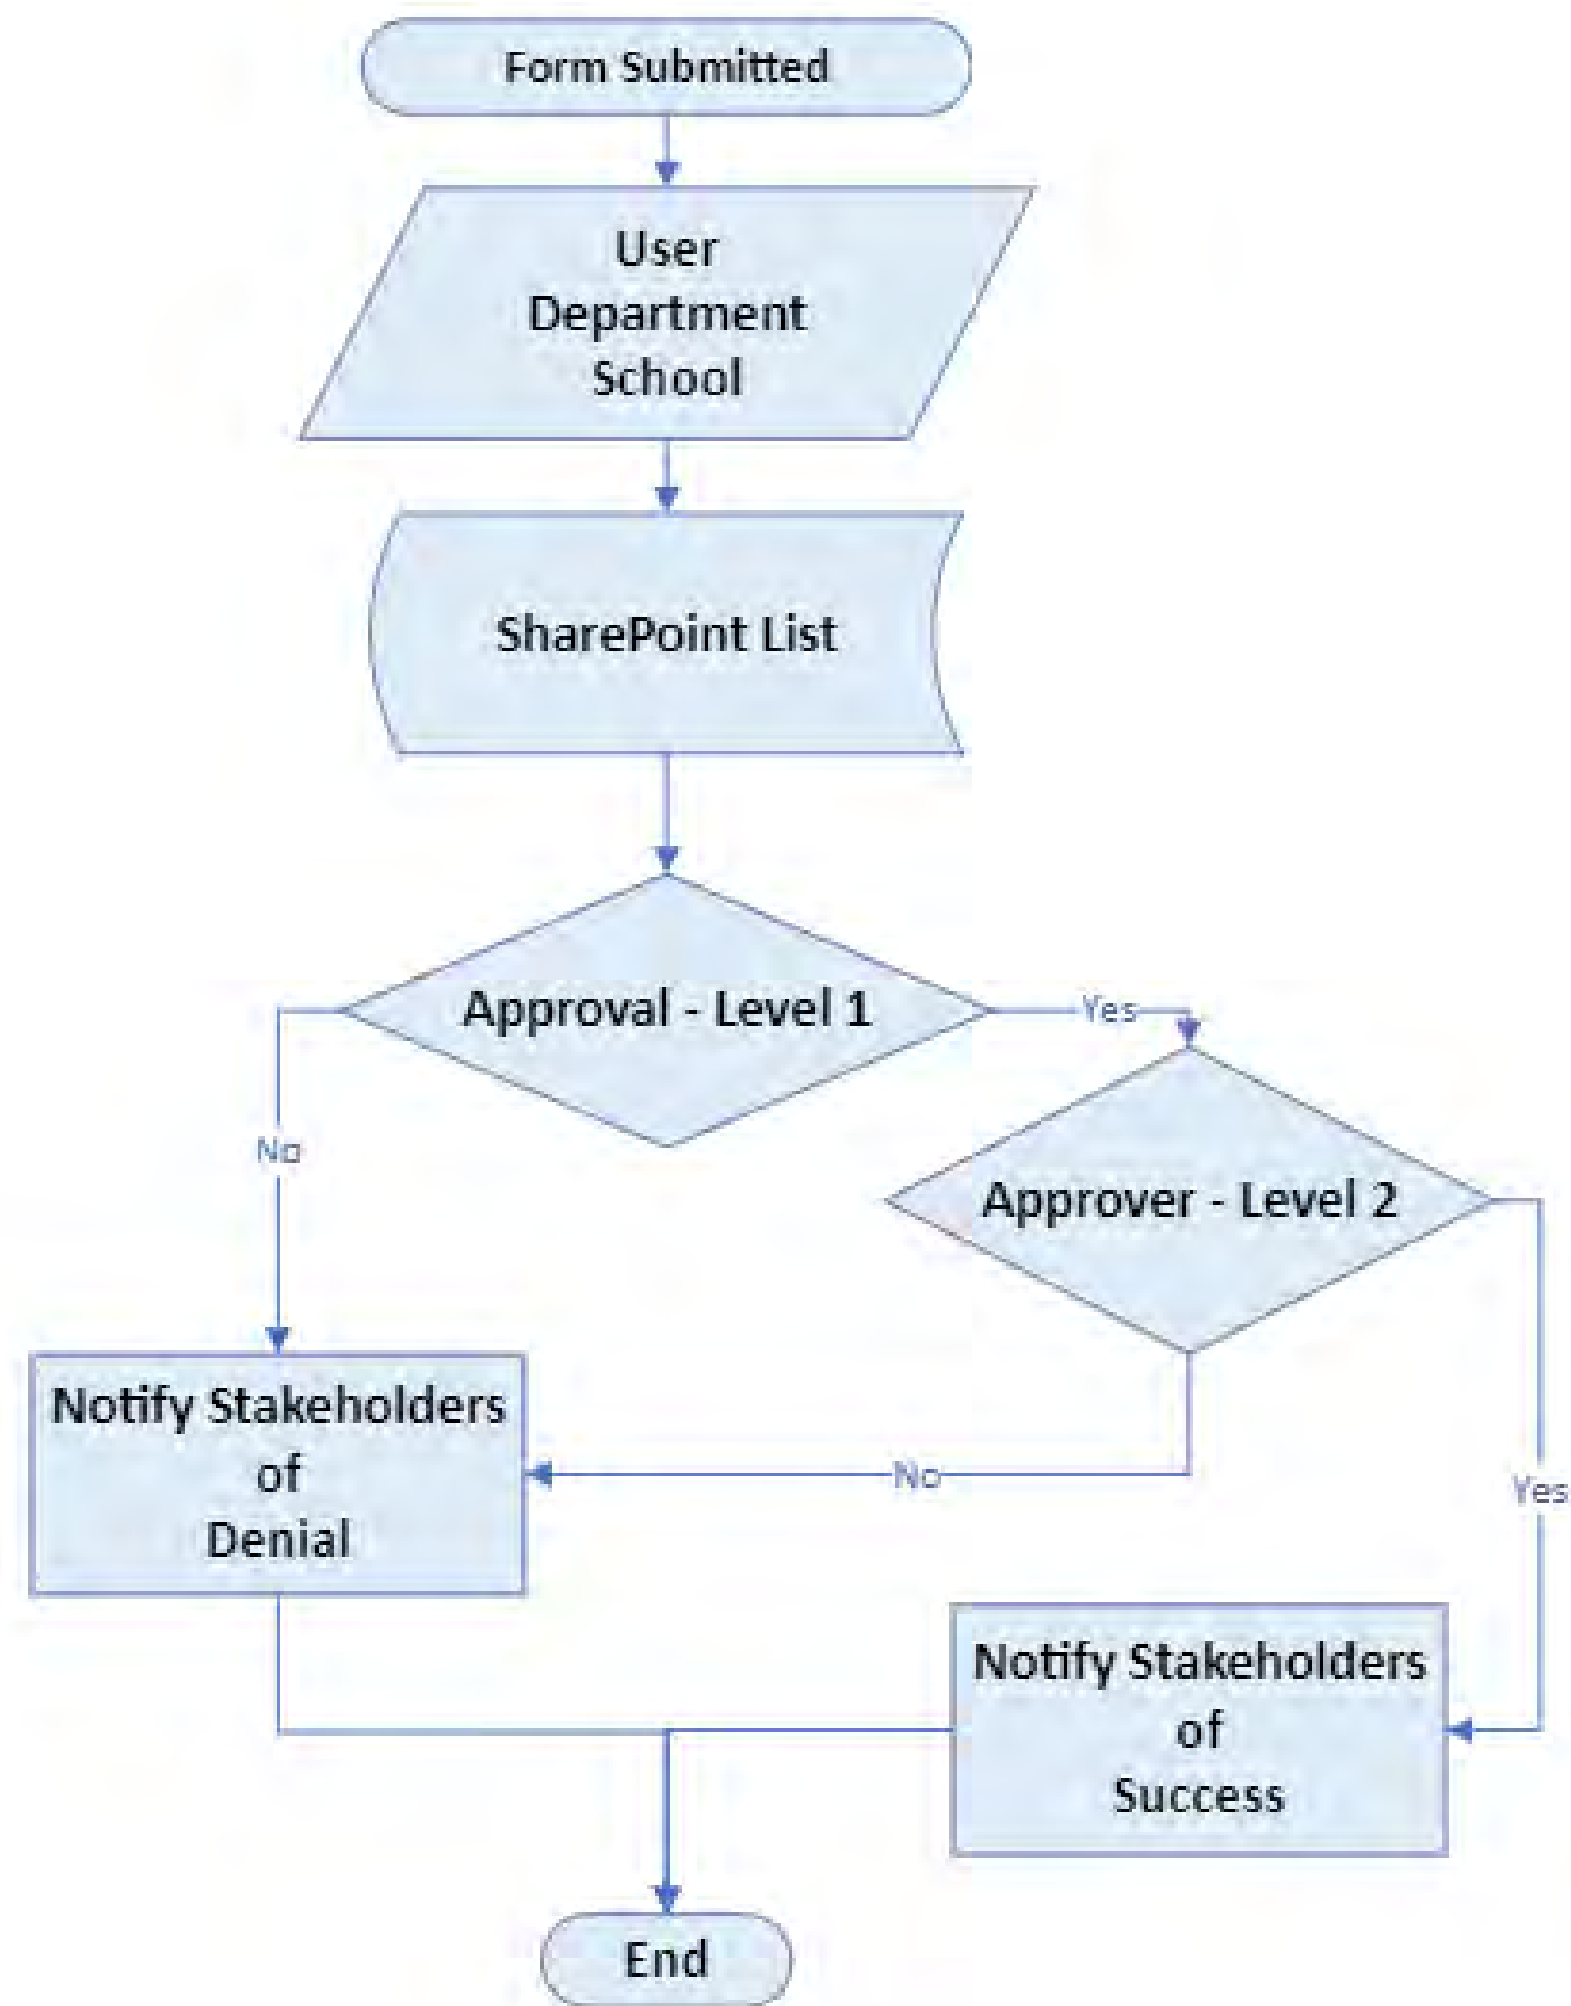 Form Submitted
User
Department
School
SharePoint List
Approval - Level 1
Yes
No
Approver - Level 2
Notify Stakeholders
of
Denial
No
Yes
Notify Stakeholders
of
Success
End